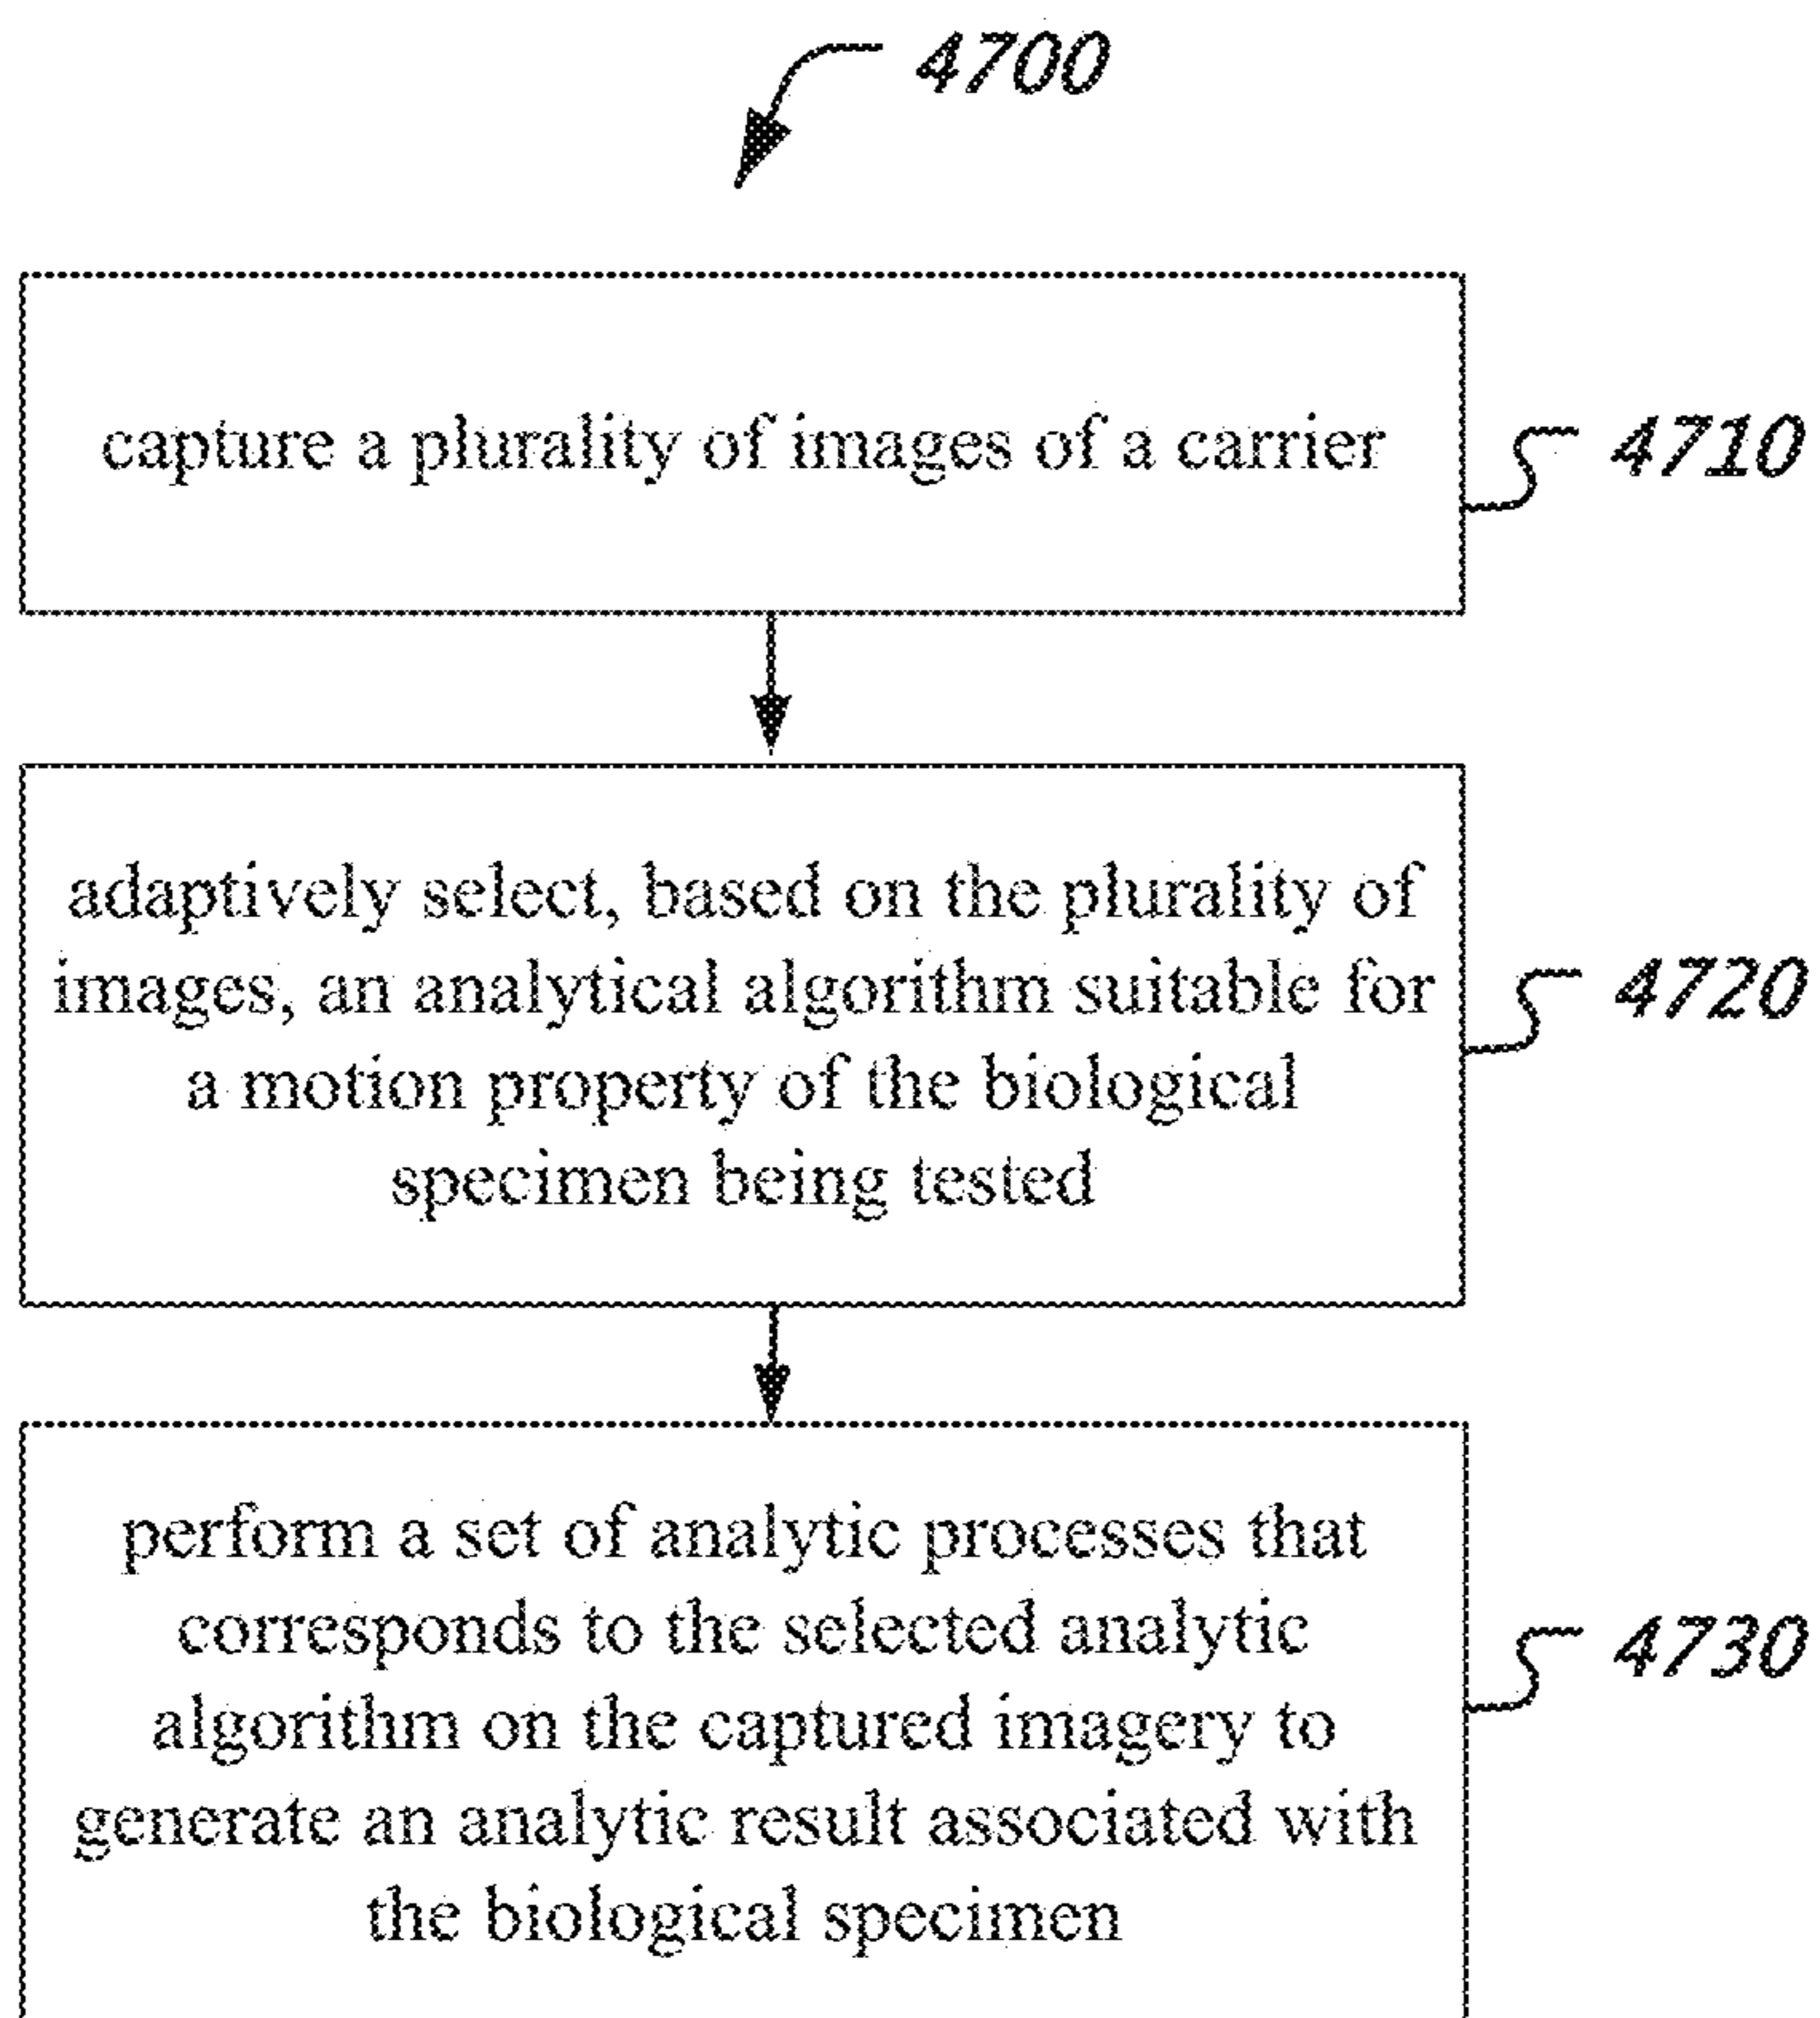 4700
capture a plurality of images of a carrier
4710
adaptively select, based on the plurality of
images, an analytical algorithm suitable for
a motion property of the biological
specimen being tested
4720
perform a set of analytic processes that
corresponds to the selected analytic
algorithm on the captured imagery to
generate an analytic result associated with
the biological specimen
4730